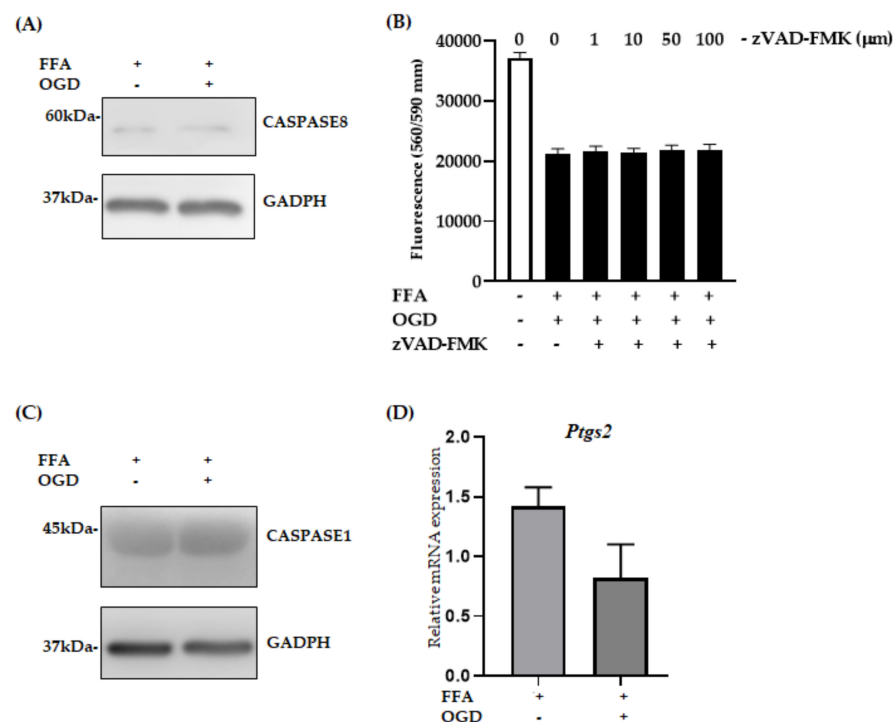 (A)
FFA + +
OGD - +
60kDa-
CASPASE8
37kDa-
GADPH
(B)
0 0 1 10 50 100 - zVAD-FMK (µm)
40000
30000
20000
10000
0
Fluorescence (560/590 mm)
FFA - + + + + +
OGD - + + + + +
zVAD-FMK - - + + + +
(C)
FFA + +
OGD - +
45kDa-
CASPASE1
37kDa-
GADPH
(D)
Ptgs2
2.0
1.5
1.0
0.5
0.0
Relative mRNA expression
FFA + +
OGD - +